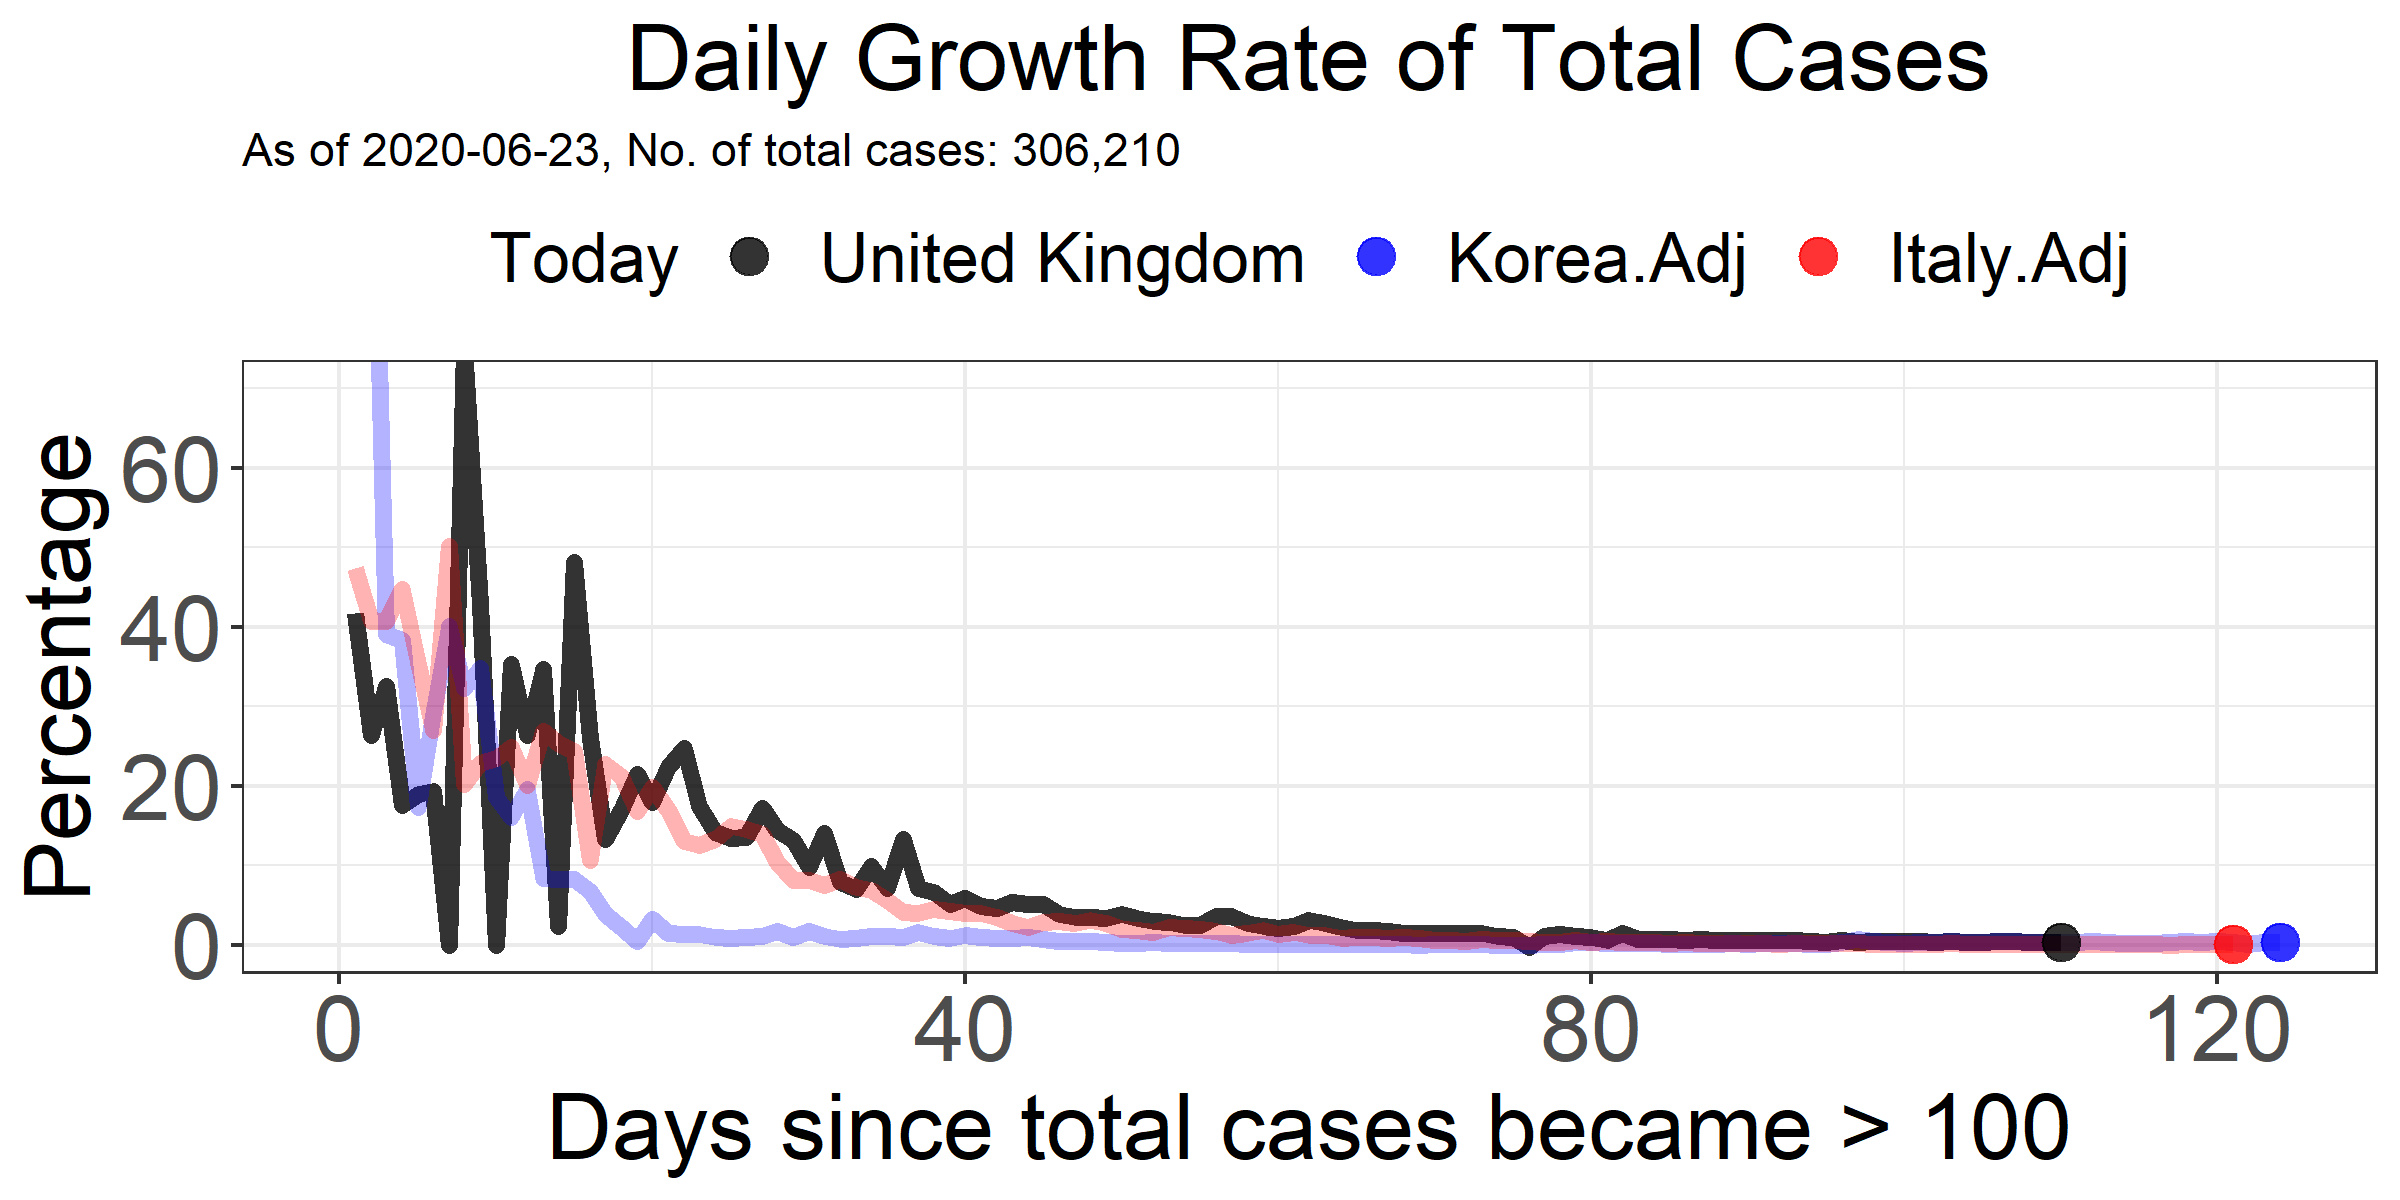 Daily Growth Rate of Total Cases
As of 2020-06-23, No. of total cases: 306,210
Today United Kingdom Korea.Adj Italy.Adj
Percentage
60
40
20
0
0 40 80 120
Days since total cases became > 100